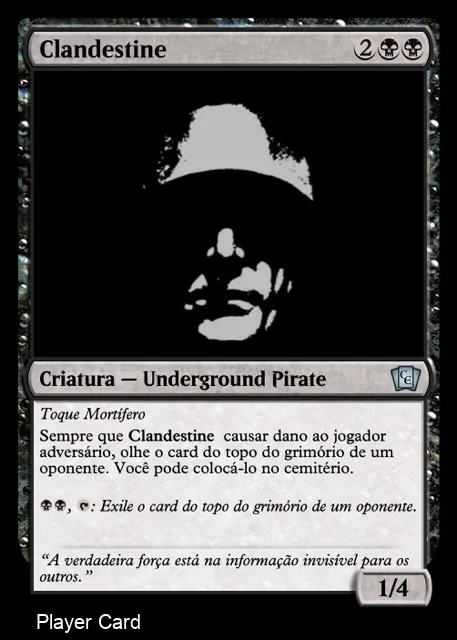 Clandestine 2
Criatura — Underground Pirate
Toque Mortífero
Sempre que Clandestine causar dano ao jogador
adversário, olhe o card do topo do grimório de um
oponente. Você pode colocá-lo no cemitério.
, : Exile o card do topo do grimório de um oponente.
“A verdadeira força está na informação invisível para os
outros.”
1/4
Player Card